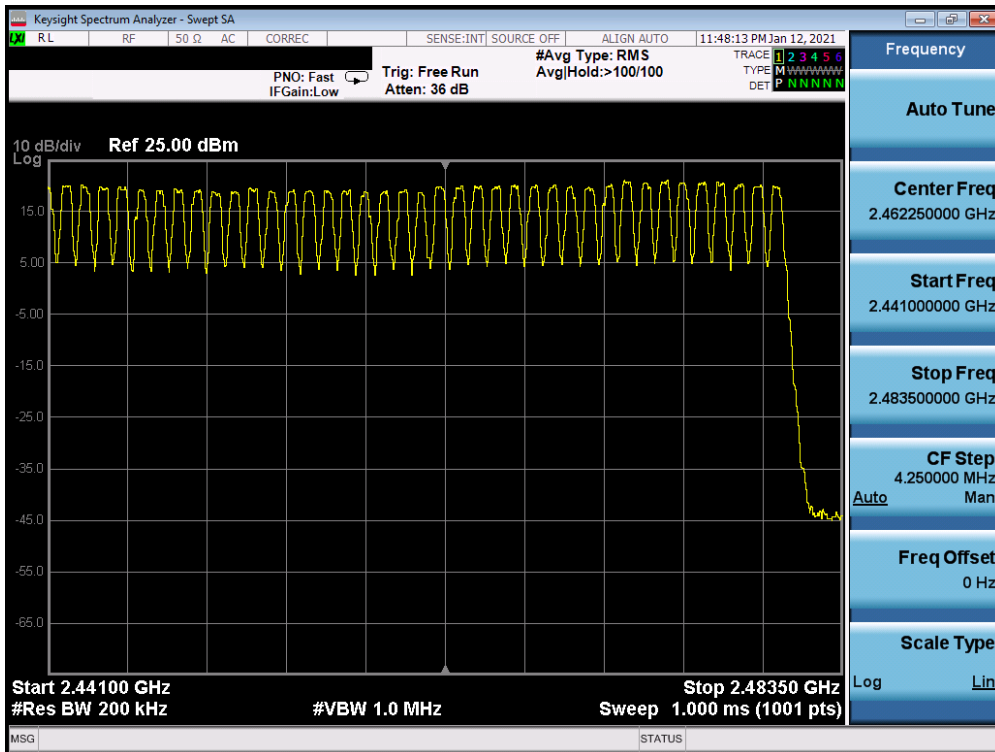 Keysight Spectrum Analyzer - Swept SA
LXI RL RF 50 Ω AC CORREC SENSE:INT SOURCE OFF ALIGN AUTO 11:48:13 PM Jan 12, 2021
PNO: Fast
IFGain:Low
Trig: Free Run
Atten: 36 dB
#Avg Type: RMS
Avg|Hold:>100/100
TRACE 1 2 3 4 5 6
TYPE M WWWWW
DET P N N N N N
10 dB/div
Log
Ref 25.00 dBm
15.0
5.00
-5.00
-15.0
-25.0
-35.0
-45.0
-55.0
-65.0
Start 2.44100 GHz
Stop 2.48350 GHz
#Res BW 200 kHz
#VBW 1.0 MHz
Sweep 1.000 ms (1001 pts)
MSG
STATUS
Frequency
Auto Tune
Center Freq
2.462250000 GHz
Start Freq
2.441000000 GHz
Stop Freq
2.483500000 GHz
CF Step
4.250000 MHz
Auto Man
Freq Offset
0 Hz
Scale Type
Log Lin